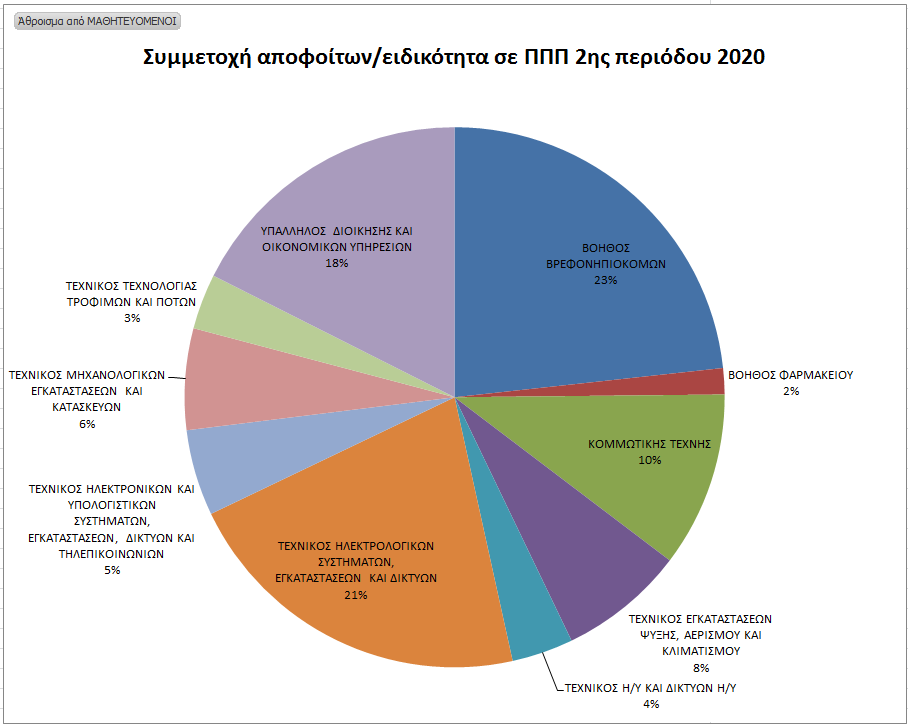 Άθροισμα από ΜΑΘΗΤΕΥΟΜΕΝΟΙ
Συμμετοχή αποφοίτων/ειδικότητα σε ΠΠΠ 2ης περιόδου 2020
ΒΟΗΘΟΣ
ΒΡΕΦΟΝΗΠΙΟΚΟΜΩΝ
23%
ΒΟΗΘΟΣ ΦΑΡΜΑΚΕΙΟΥ
2%
ΚΟΜΜΩΤΙΚΗΣ ΤΕΧΝΗΣ
10%
ΤΕΧΝΙΚΟΣ ΕΓΚΑΤΑΣΤΑΣΕΩΝ
ΨΥΞΗΣ, ΑΕΡΙΣΜΟΥ ΚΑΙ
ΚΛΙΜΑΤΙΣΜΟΥ
8%
ΤΕΧΝΙΚΟΣ Η/Υ ΚΑΙ ΔΙΚΤΥΩΝ Η/Υ
4%
ΤΕΧΝΙΚΟΣ ΗΛΕΚΤΡΟΛΟΓΙΚΩΝ
ΣΥΣΤΗΜΑΤΩΝ,
ΕΓΚΑΤΑΣΤΑΣΕΩΝ ΚΑΙ ΔΙΚΤΥΩΝ
21%
ΤΕΧΝΙΚΟΣ ΗΛΕΚΤΡΟΝΙΚΩΝ ΚΑΙ
ΥΠΟΛΟΓΙΣΤΙΚΩΝ
ΣΥΣΤΗΜΑΤΩΝ,
ΕΓΚΑΤΑΣΤΑΣΕΩΝ, ΔΙΚΤΥΩΝ ΚΑΙ
ΤΗΛΕΠΙΚΟΙΝΩΝΙΩΝ
5%
ΤΕΧΝΙΚΟΣ ΜΗΧΑΝΟΛΟΓΙΚΩΝ
ΕΓΚΑΤΑΣΤΑΣΕΩΝ ΚΑΙ
ΚΑΤΑΣΚΕΥΩΝ
6%
ΤΕΧΝΙΚΟΣ ΤΕΧΝΟΛΟΓΙΑΣ
ΤΡΟΦΙΜΩΝ ΚΑΙ ΠΟΤΩΝ
3%
ΥΠΑΛΛΗΛΟΣ ΔΙΟΙΚΗΣΗΣ ΚΑΙ
ΟΙΚΟΝΟΜΙΚΩΝ ΥΠΗΡΕΣΙΩΝ
18%